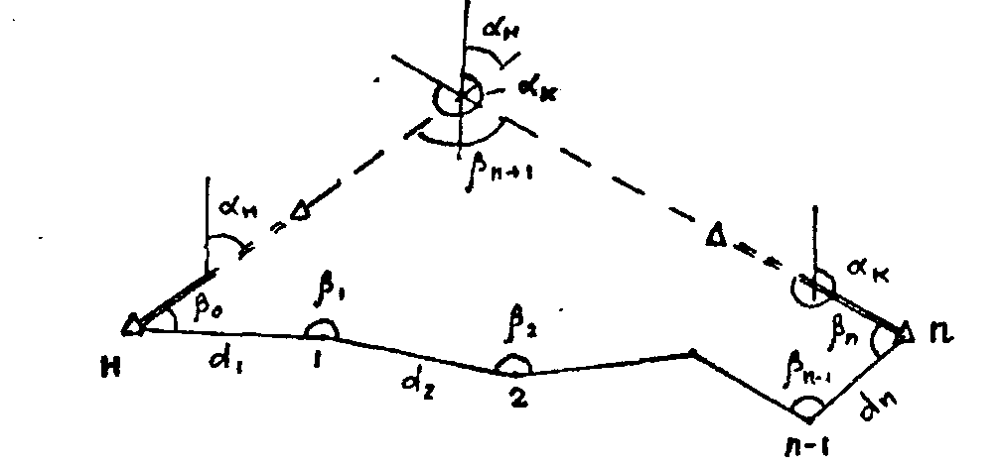 αн
αк
βn+1
αн
αк
β₀
β₁
β₂
βn
п
н
d₁
1
d₂
2
βn-1
dn
n-1